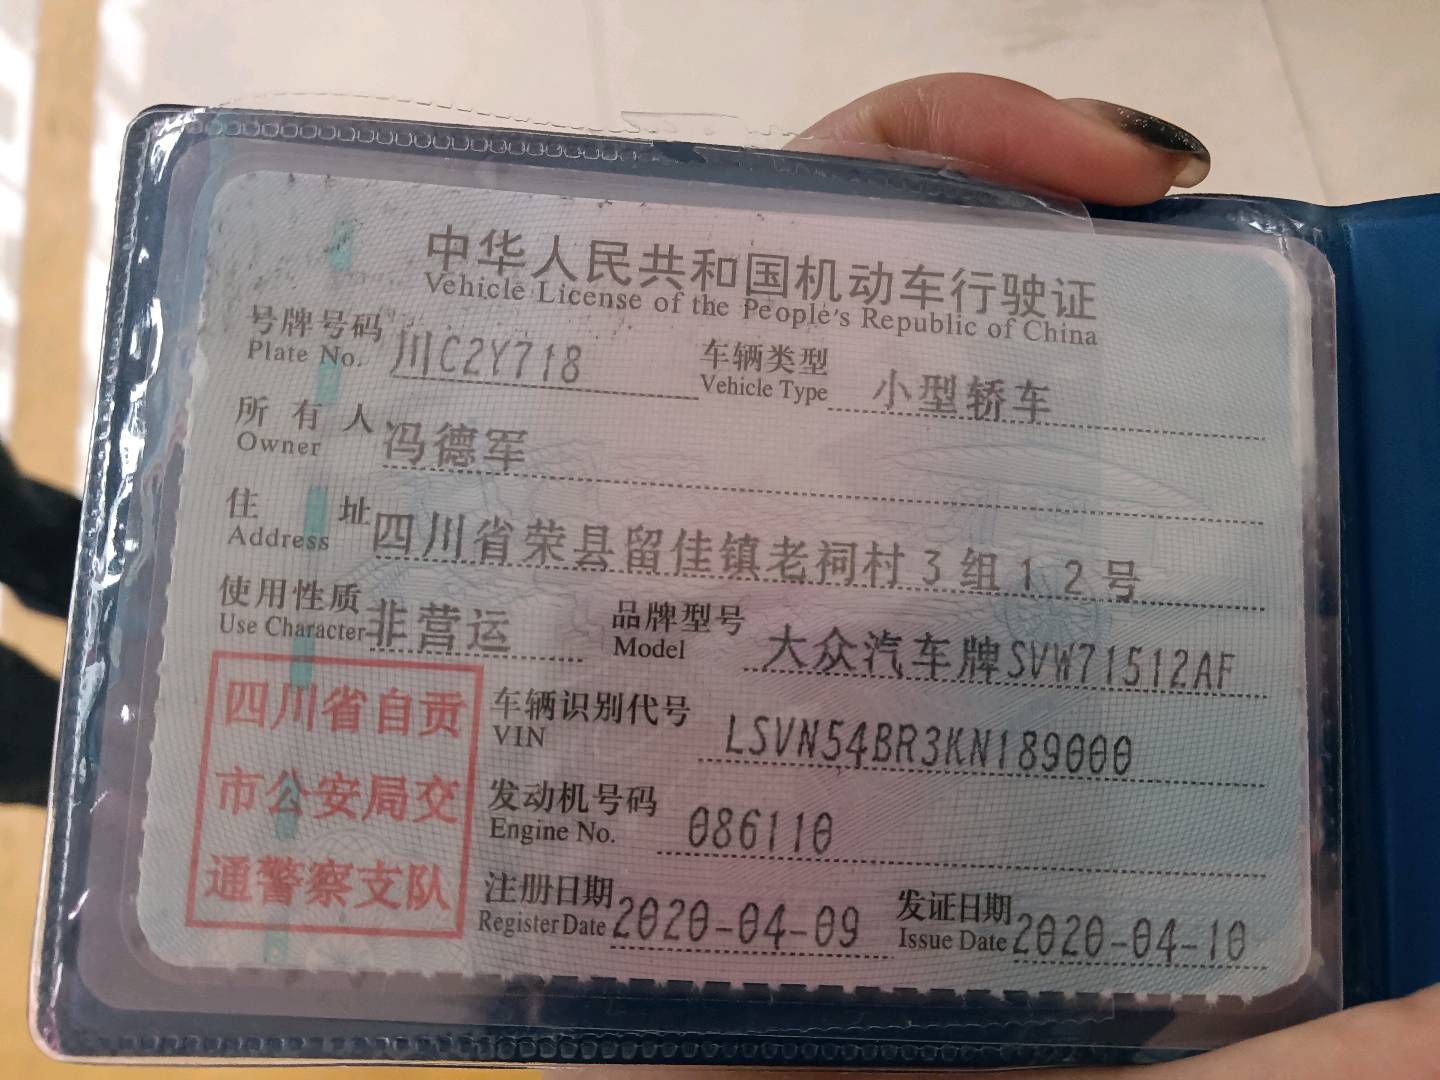 中华人民共和国机动车行驶证
Vehicle License of the People's Republic of China
号牌号码 川C2Y718 车辆类型 小型轿车
Plate No. Vehicle Type
所有人 冯德军
Owner
住址 四川省荣县留佳镇老祠村3组12号
Address
使用性质 非营运 品牌型号 大众汽车牌SVW71512AF
Use Character Model
四川省自贡
市公安局交
通警察支队
车辆识别代号 LSVN54BR3KN189000
VIN
发动机号码 086110
Engine No.
注册日期 2020-04-09 发证日期 2020-04-10
Register Date Issue Date